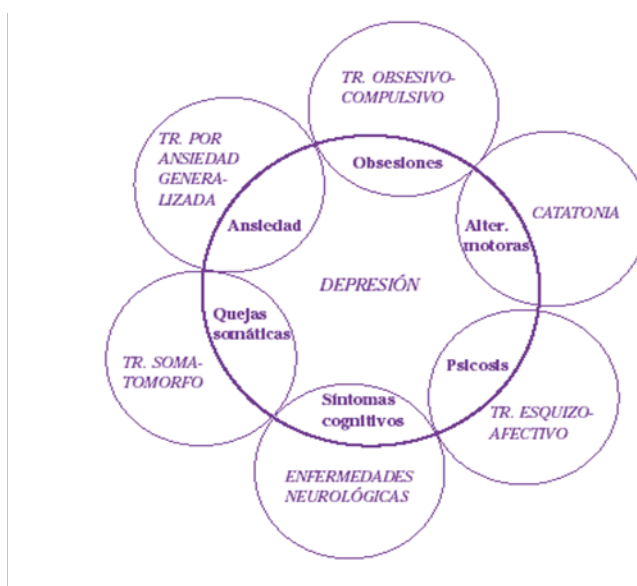 TR. OBSESIVO-
COMPULSIVO
Obsesiones
TR. POR
ANSIEDAD
GENERA-
LIZADA
Ansiedad
Alter.
motoras
CATATONIA
DEPRESIÓN
Quejas
somáticas
TR. SOMA-
TOMORFO
Psicosis
TR. ESQUIZO-
AFECTIVO
Síntomas
cognitivos
ENFERMEDADES
NEUROLÓGICAS